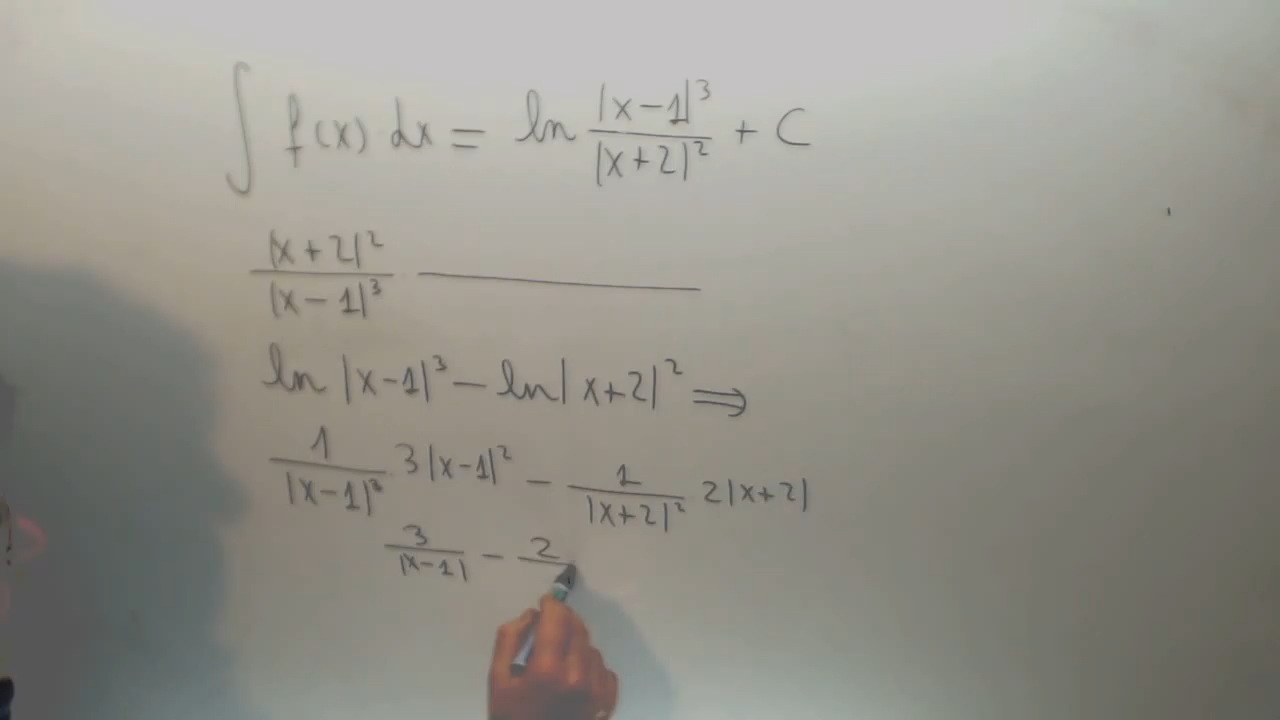 ∫ f(x) dx = ln |x-1|³ / |x+2|² + C
|x+2|² / |x-1|³
ln |x-1|³ - ln |x+2|² ⇒
1 / |x-1|³ 3|x-1|² - 1 / |x+2|² 2|x+2|
3 / |x-1| - 2 /